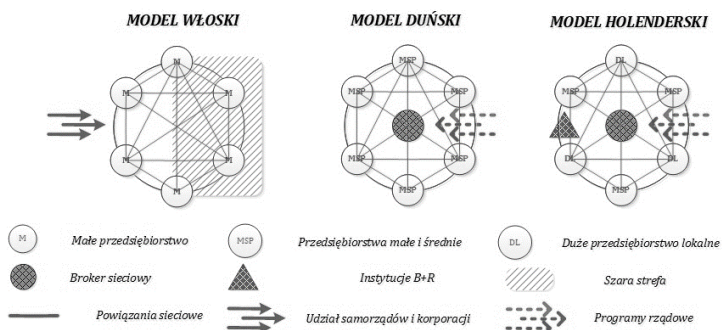 MODEL WŁOSKI MODEL DUŃSKI MODEL HOLENDERSKI
M MSP DL
M M MSP MSP MSP MSP
M M MSP MSP DL DL
M MSP MSP
M Małe przedsiębiorstwo MSP Przedsiębiorstwa małe i średnie DL Duże przedsiębiorstwo lokalne
Broker sieciowy Instytucje B+R Szara strefa
Powiązania sieciowe Udział samorządów i korporacji Programy rządowe